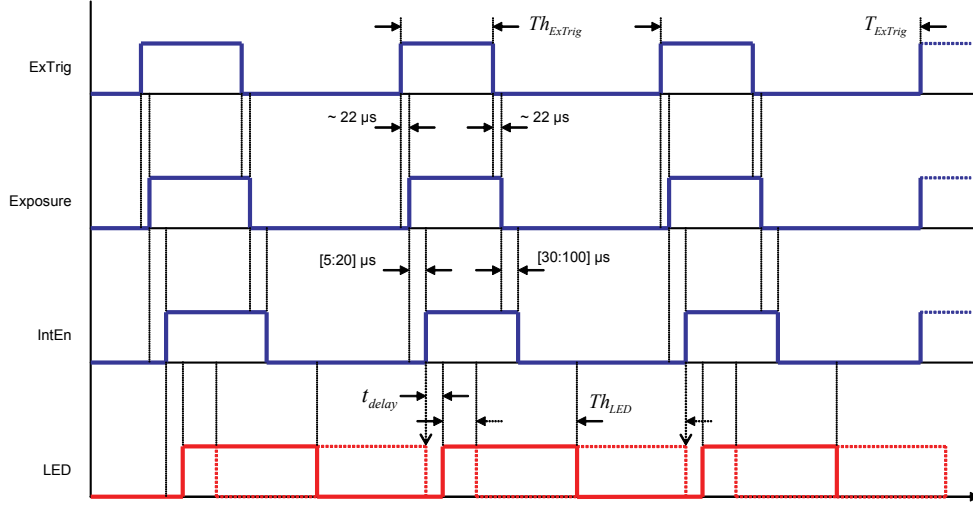 Th_ExTrig
T_ExTrig
ExTrig
~ 22 µs
~ 22 µs
Exposure
[5:20] µs
[30:100] µs
IntEn
t_delay
Th_LED
LED